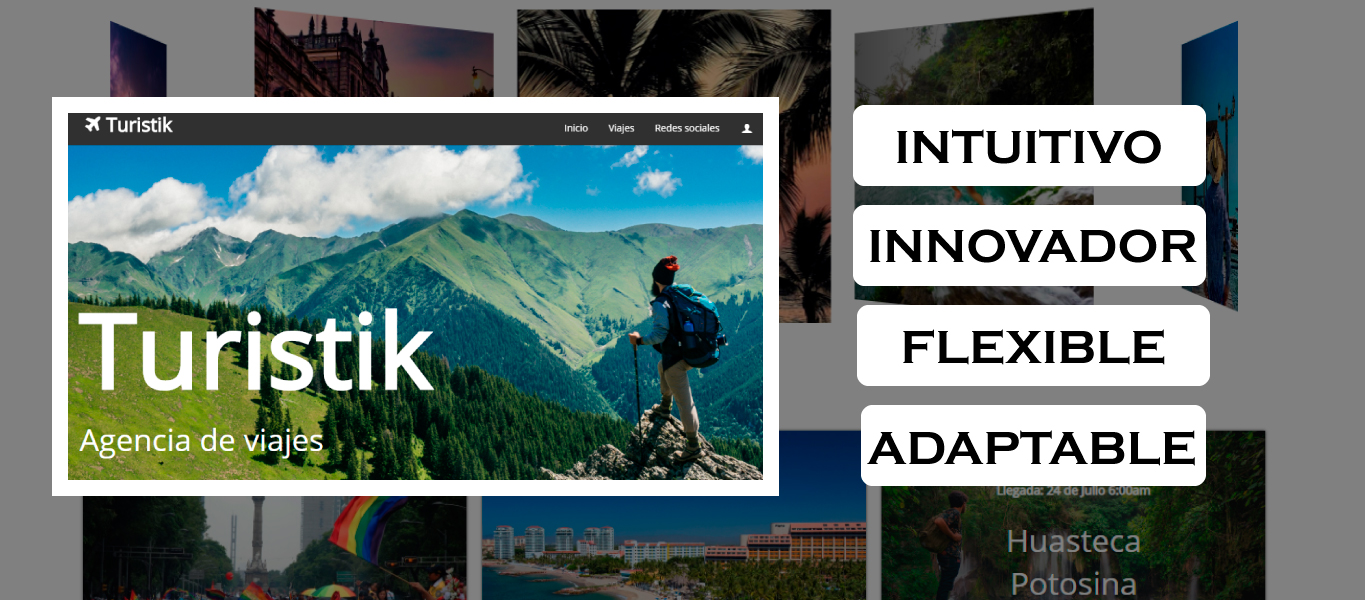 Turistik
Inicio Viajes Redes sociales
Turistik
Agencia de viajes
INTUITIVO
INNOVADOR
FLEXIBLE
ADAPTABLE
Llegada: 24 de Julio 6:00am
Huasteca
Potosina